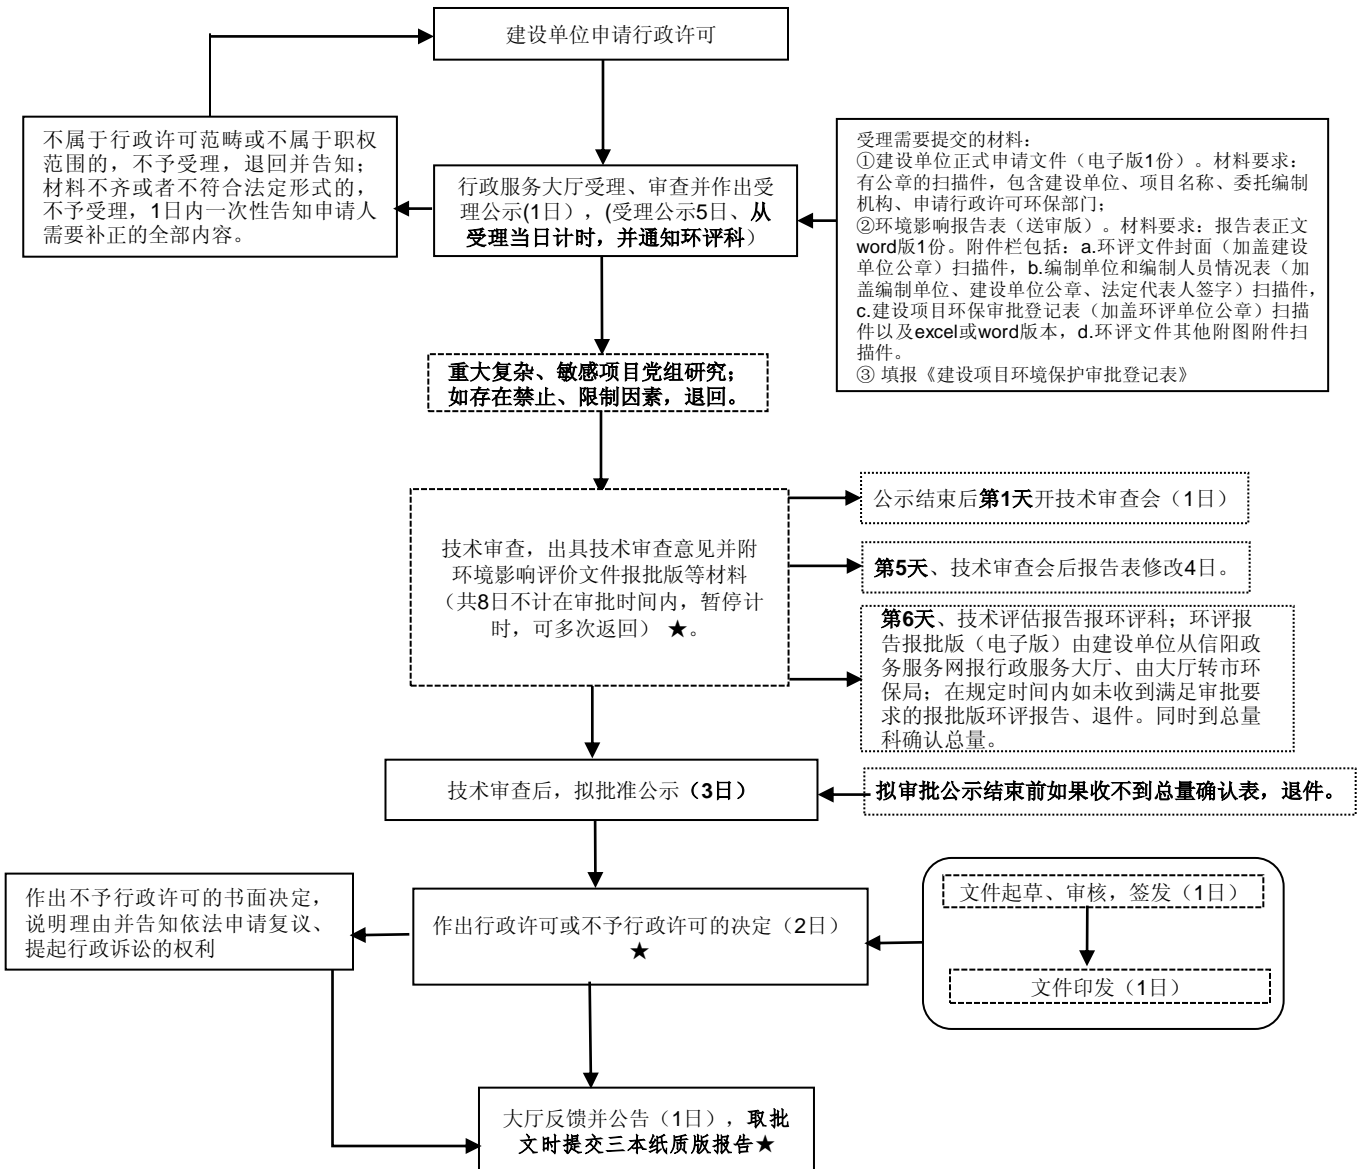 建设单位申请行政许可
不属于行政许可范畴或不属于职权
范围的，不予受理，退回并告知；
材料不齐或者不符合法定形式的，
不予受理，1日内一次性告知申请人
需要补正的全部内容。
行政服务大厅受理、审查并作出受
理公示(1日），(受理公示5日、从
受理当日计时，并通知环评科）
受理需要提交的材料：
①建设单位正式申请文件（电子版1份）。材料要求：
有公章的扫描件，包含建设单位、项目名称、委托编制
机构、申请行政许可环保部门；
②环境影响报告表（送审版）。材料要求：报告表正文
word版1份。附件栏包括：a.环评文件封面（加盖建设
单位公章）扫描件，b.编制单位和编制人员情况表（加
盖编制单位、建设单位公章、法定代表人签字）扫描件，
c.建设项目环保审批登记表（加盖环评单位公章）扫描
件以及excel或word版本，d.环评文件其他附图附件扫
描件。
③ 填报《建设项目环境保护审批登记表》
重大复杂、敏感项目党组研究；
如存在禁止、限制因素，退回。
技术审查，出具技术审查意见并附
环境影响评价文件报批版等材料
（共8日不计在审批时间内，暂停计
时，可多次返回） ★。
公示结束后第1天开技术审查会（1日）
第5天、技术审查会后报告表修改4日。
第6天、技术评估报告报环评科；环评报
告报批版（电子版）由建设单位从信阳政
务服务网报行政服务大厅、由大厅转市环
保局；在规定时间内如未收到满足审批要
求的报批版环评报告、退件。同时到总量
科确认总量。
技术审查后，拟批准公示（3日）
拟审批公示结束前如果收不到总量确认表，退件。
作出不予行政许可的书面决定，
说明理由并告知依法申请复议、
提起行政诉讼的权利
作出行政许可或不予行政许可的决定（2日）
★
文件起草、审核，签发（1日）
文件印发（1日）
大厅反馈并公告（1日），取批
文时提交三本纸质版报告★